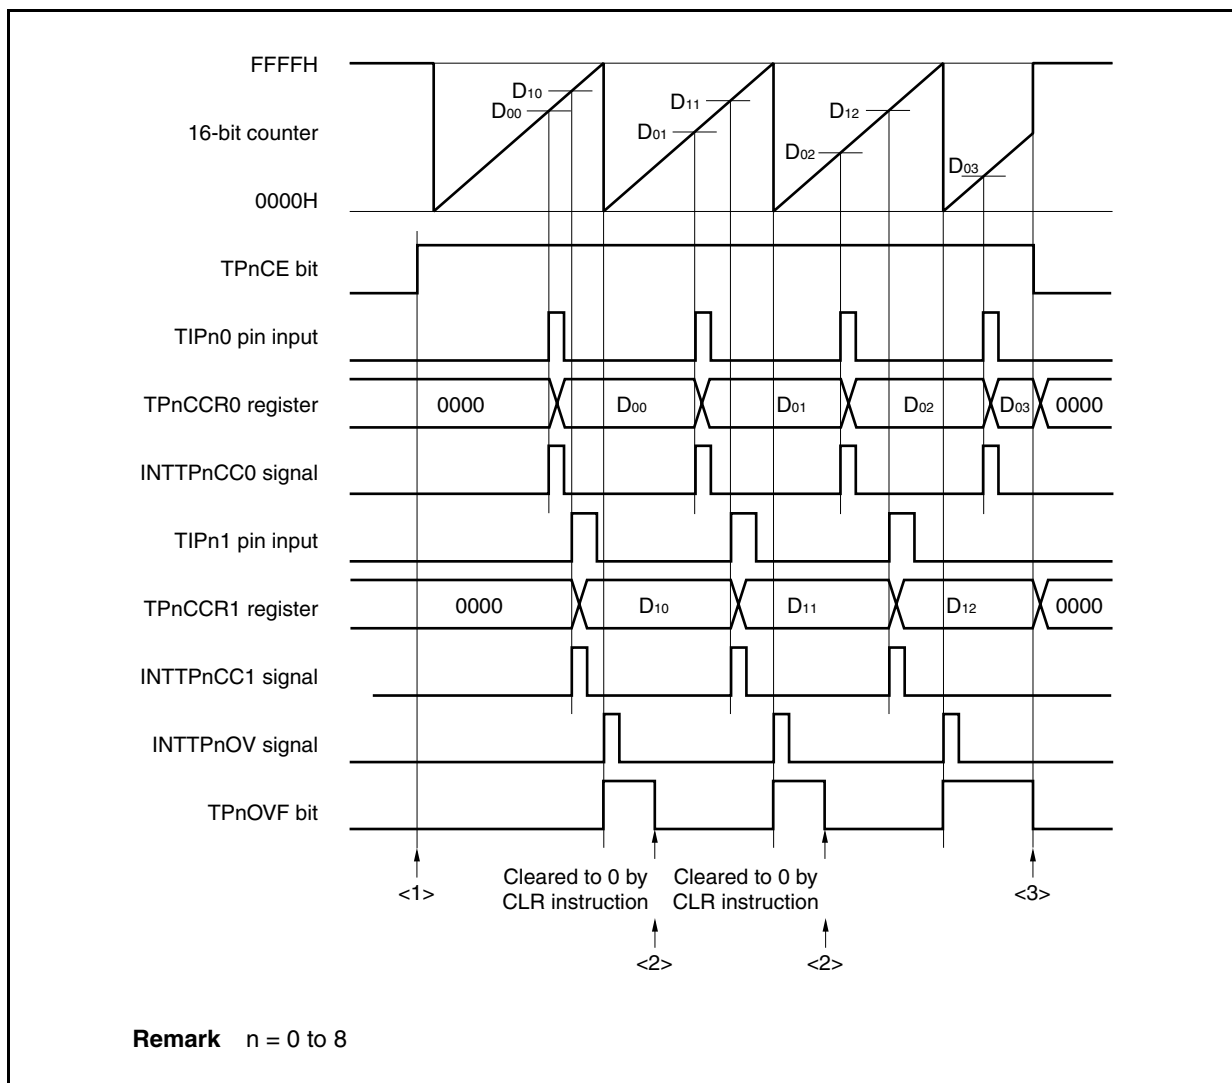 FFFFH
D10
D00
D11
D01
D12
D02
D03
16-bit counter
0000H
TPnCE bit
TIPn0 pin input
TPnCCR0 register
0000 D00 D01 D02 D03 0000
INTTPnCC0 signal
TIPn1 pin input
TPnCCR1 register
0000 D10 D11 D12 0000
INTTPnCC1 signal
INTTPnOV signal
TPnOVF bit
<1>
Cleared to 0 by
CLR instruction
Cleared to 0 by
CLR instruction
<3>
<2>
<2>
Remark n = 0 to 8